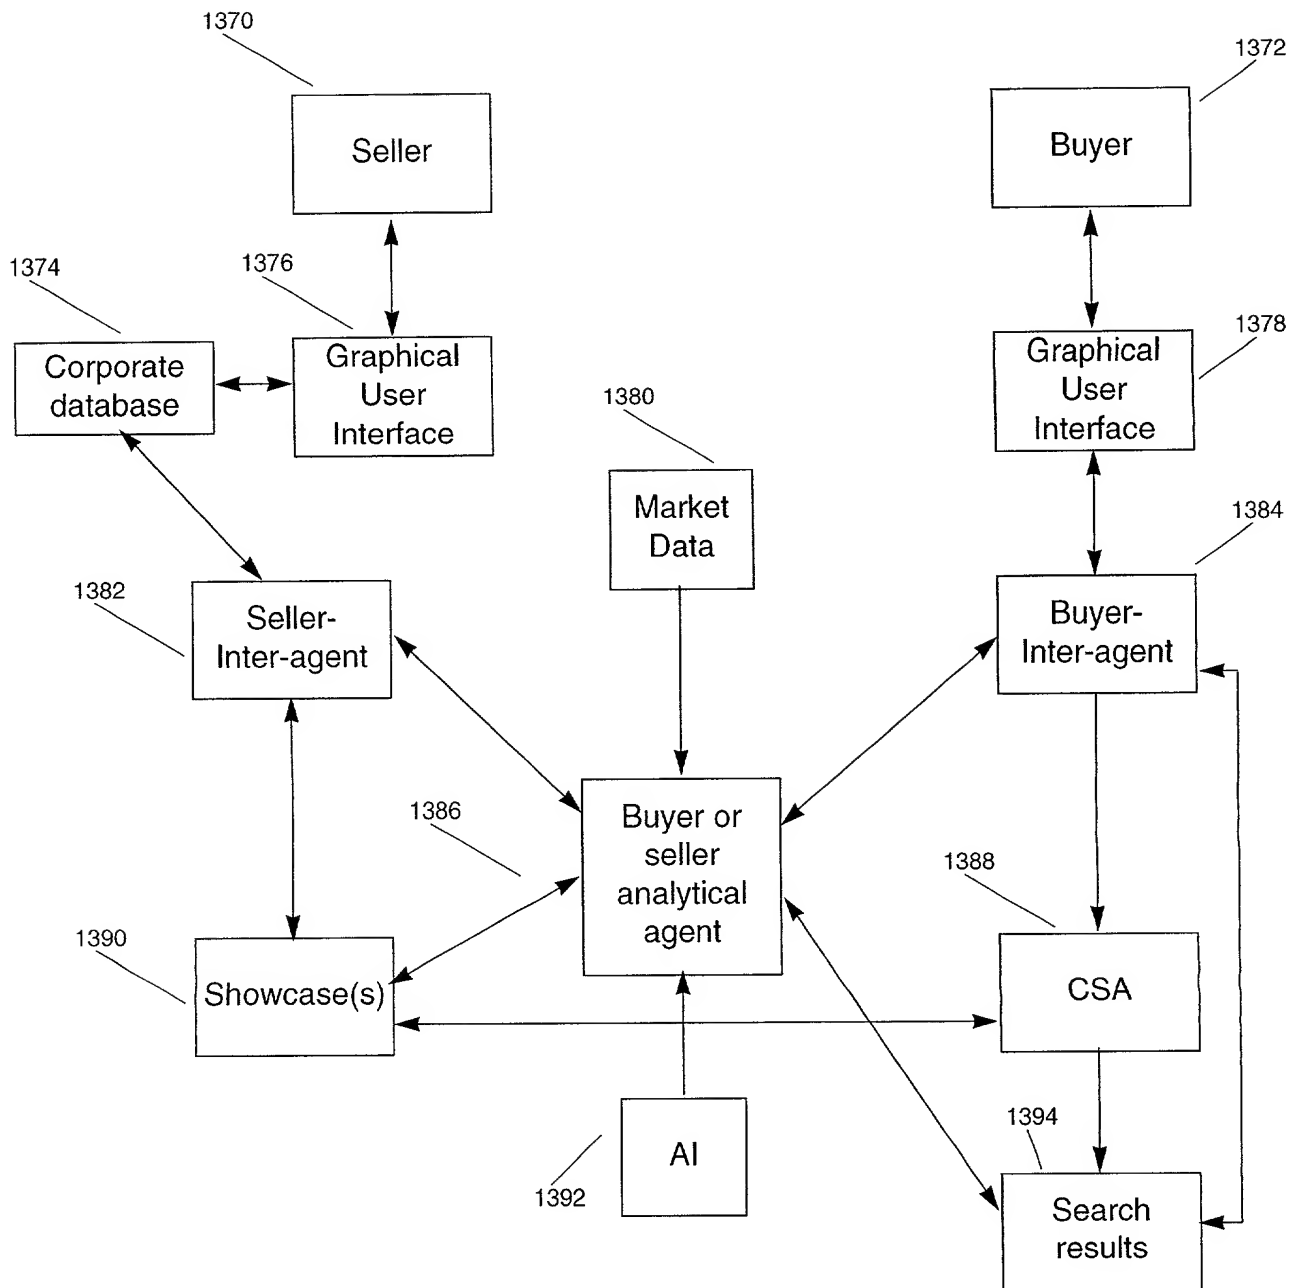 1370
1372
Seller
Buyer
1374
1376
1378
Corporate
database
Graphical
User
Interface
Graphical
User
Interface
1380
Market
Data
1384
1382
Seller-
Inter-agent
Buyer-
Inter-agent
1386
Buyer or
seller
analytical
agent
1388
1390
Showcase(s)
CSA
1394
AI
1392
Search
results